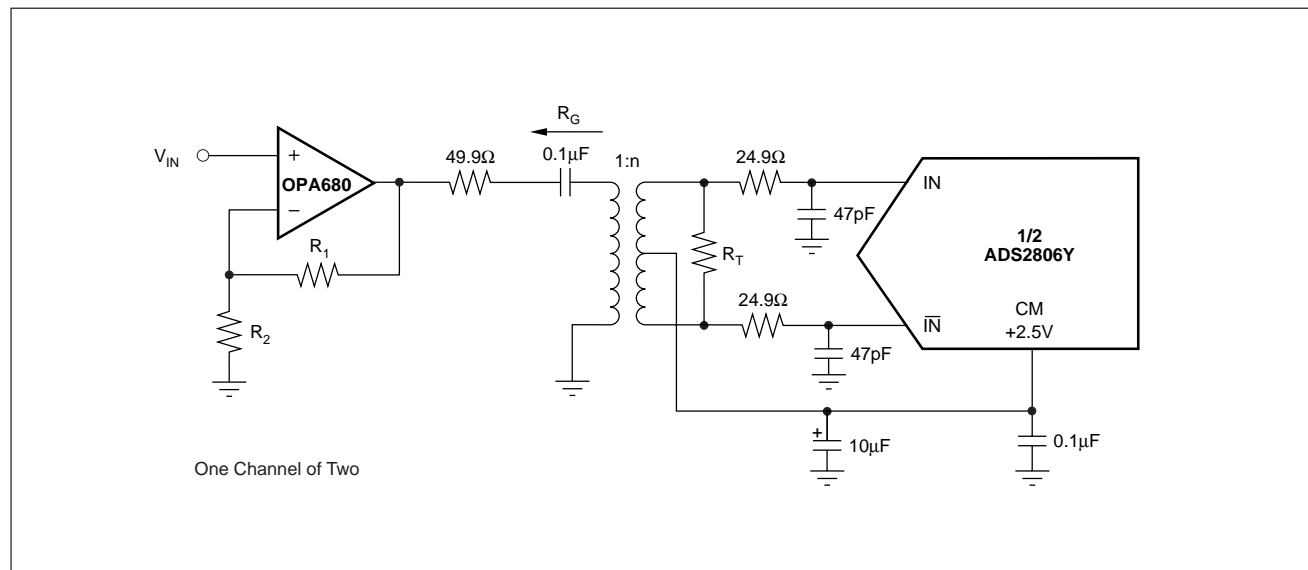 R_G
V_IN
+
OPA680
−
49.9Ω
0.1µF
1:n
24.9Ω
IN
47pF
1/2
ADS2806Y
R_1
R_T
R_2
24.9Ω
I̅N̅
CM
+2.5V
47pF
+
10µF
0.1µF
One Channel of Two